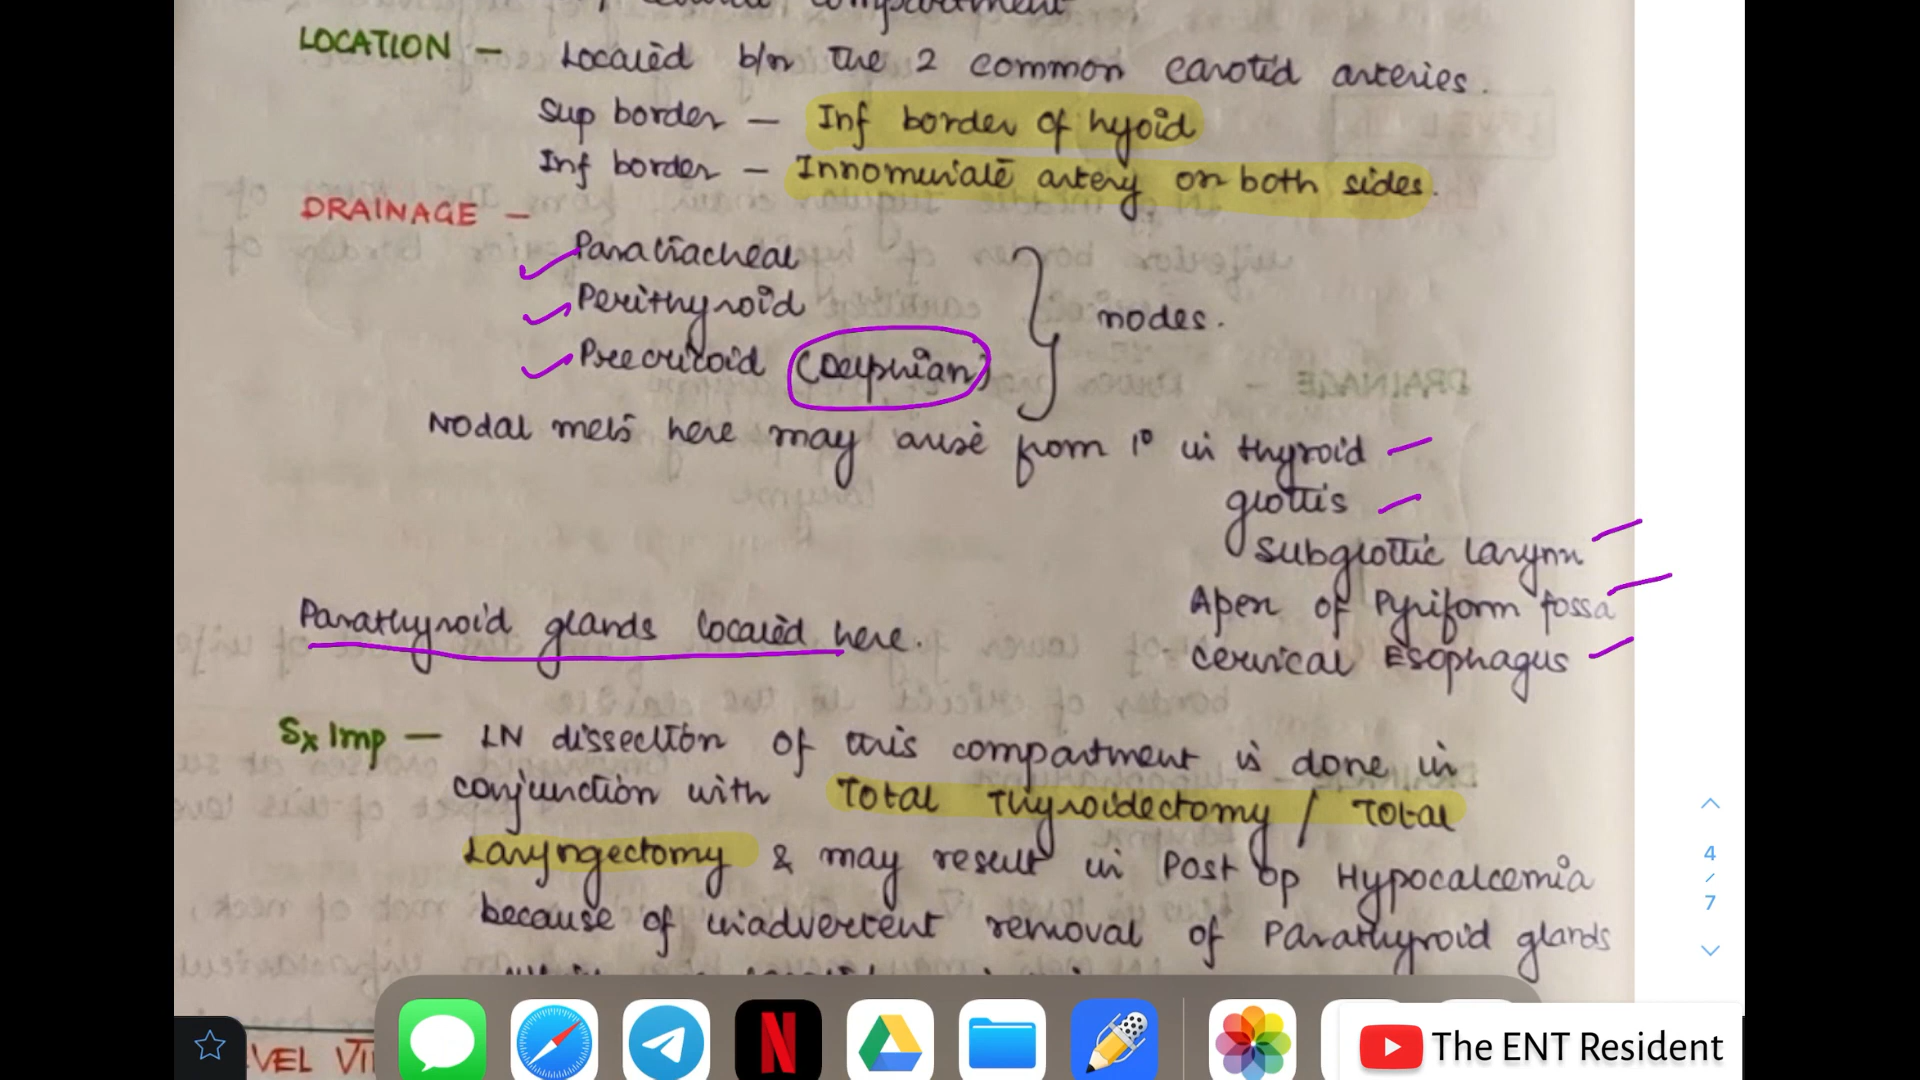 compartment
LOCATION - Located b/n the 2 common carotid arteries.
Sup border - Inf border of hyoid
Inf border - Innominate artery on both sides.
DRAINAGE -
Paratracheal
Perithyroid
Precricoid (Delphian)
nodes.
Nodal mets here may arise from 1° in thyroid
glottis
Subglottic larynx
Apex of Pyriform fossa
Cervical Esophagus
Parathyroid glands located here.
Sx Imp - LN dissection of this compartment is done in
conjunction with Total Thyroidectomy / Total
Laryngectomy & may result in Post op Hypocalcemia
because of inadvertent removal of Parathyroid glands
4
/
7
VEL VII
The ENT Resident